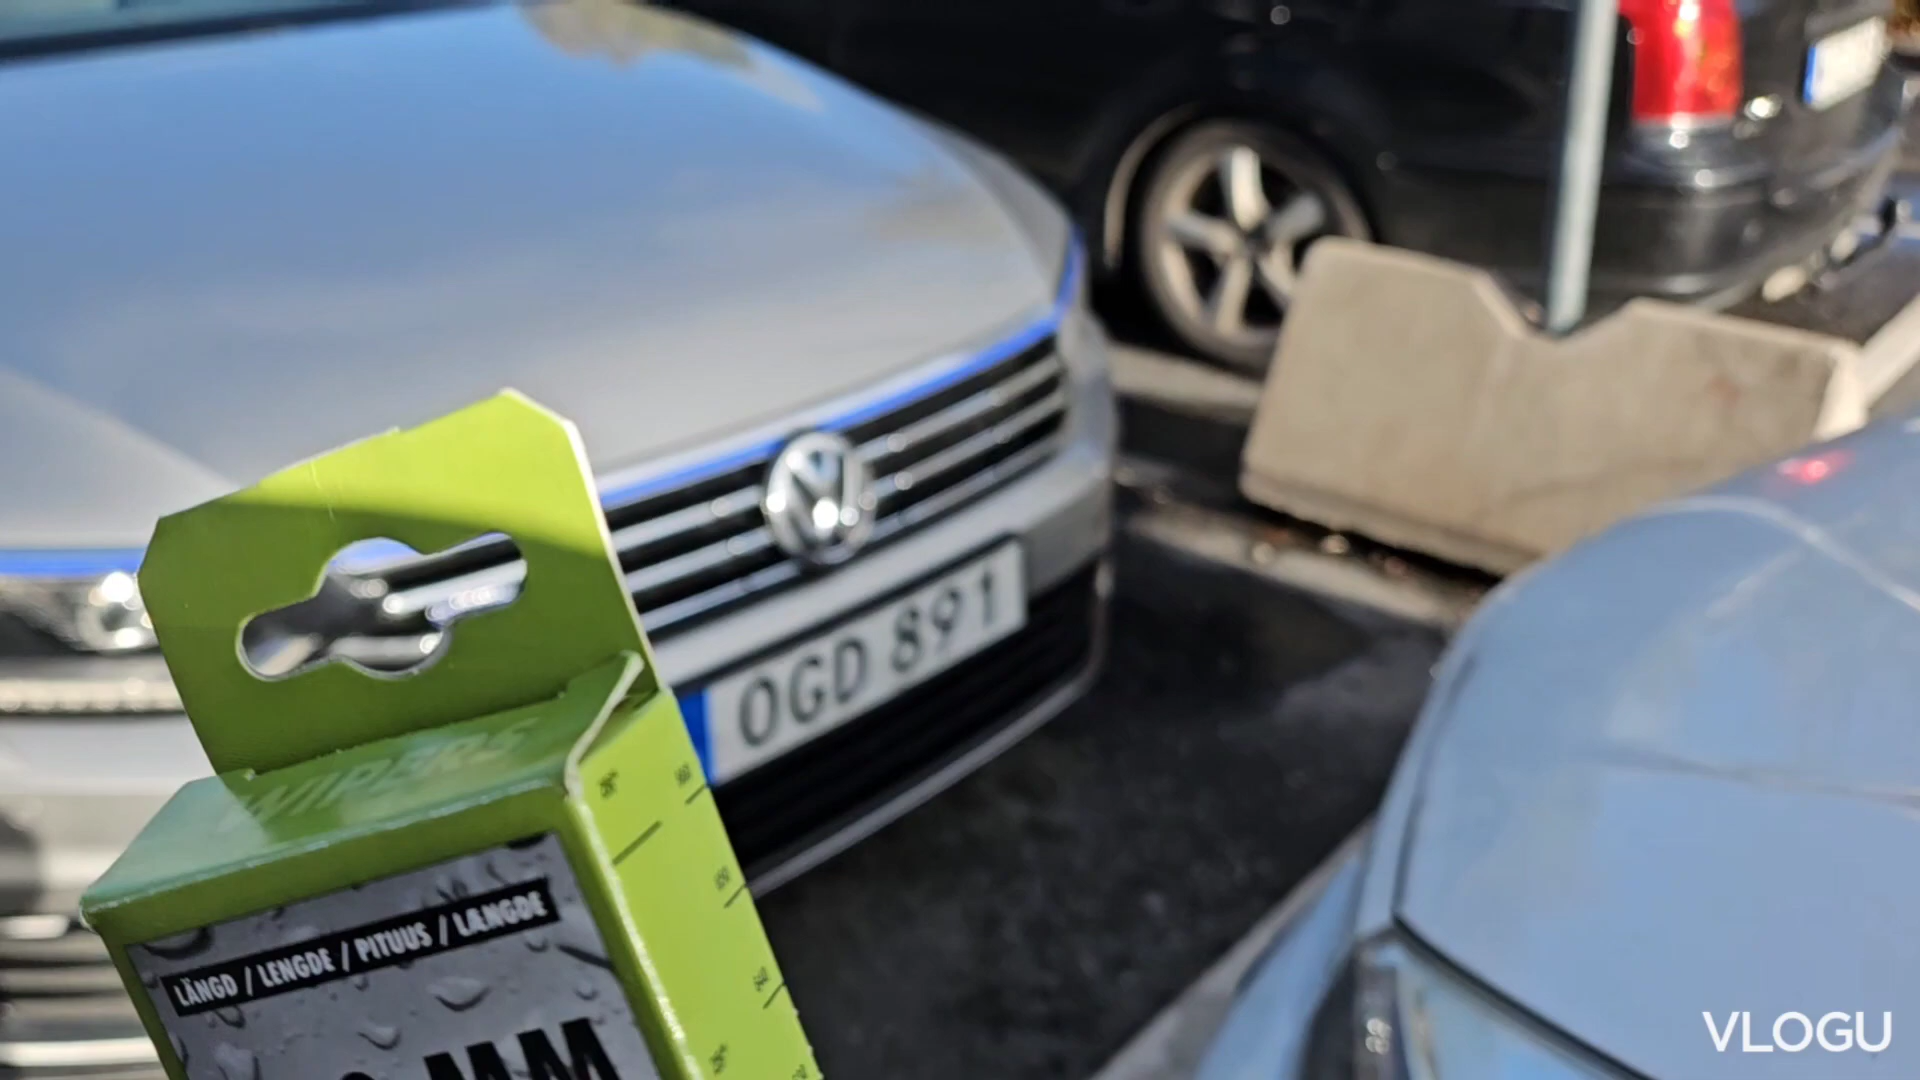 OGD 891
WIPERS
LÄNGD / LENGDE / PITUUS / LÆNGDE
MM
VLOGU